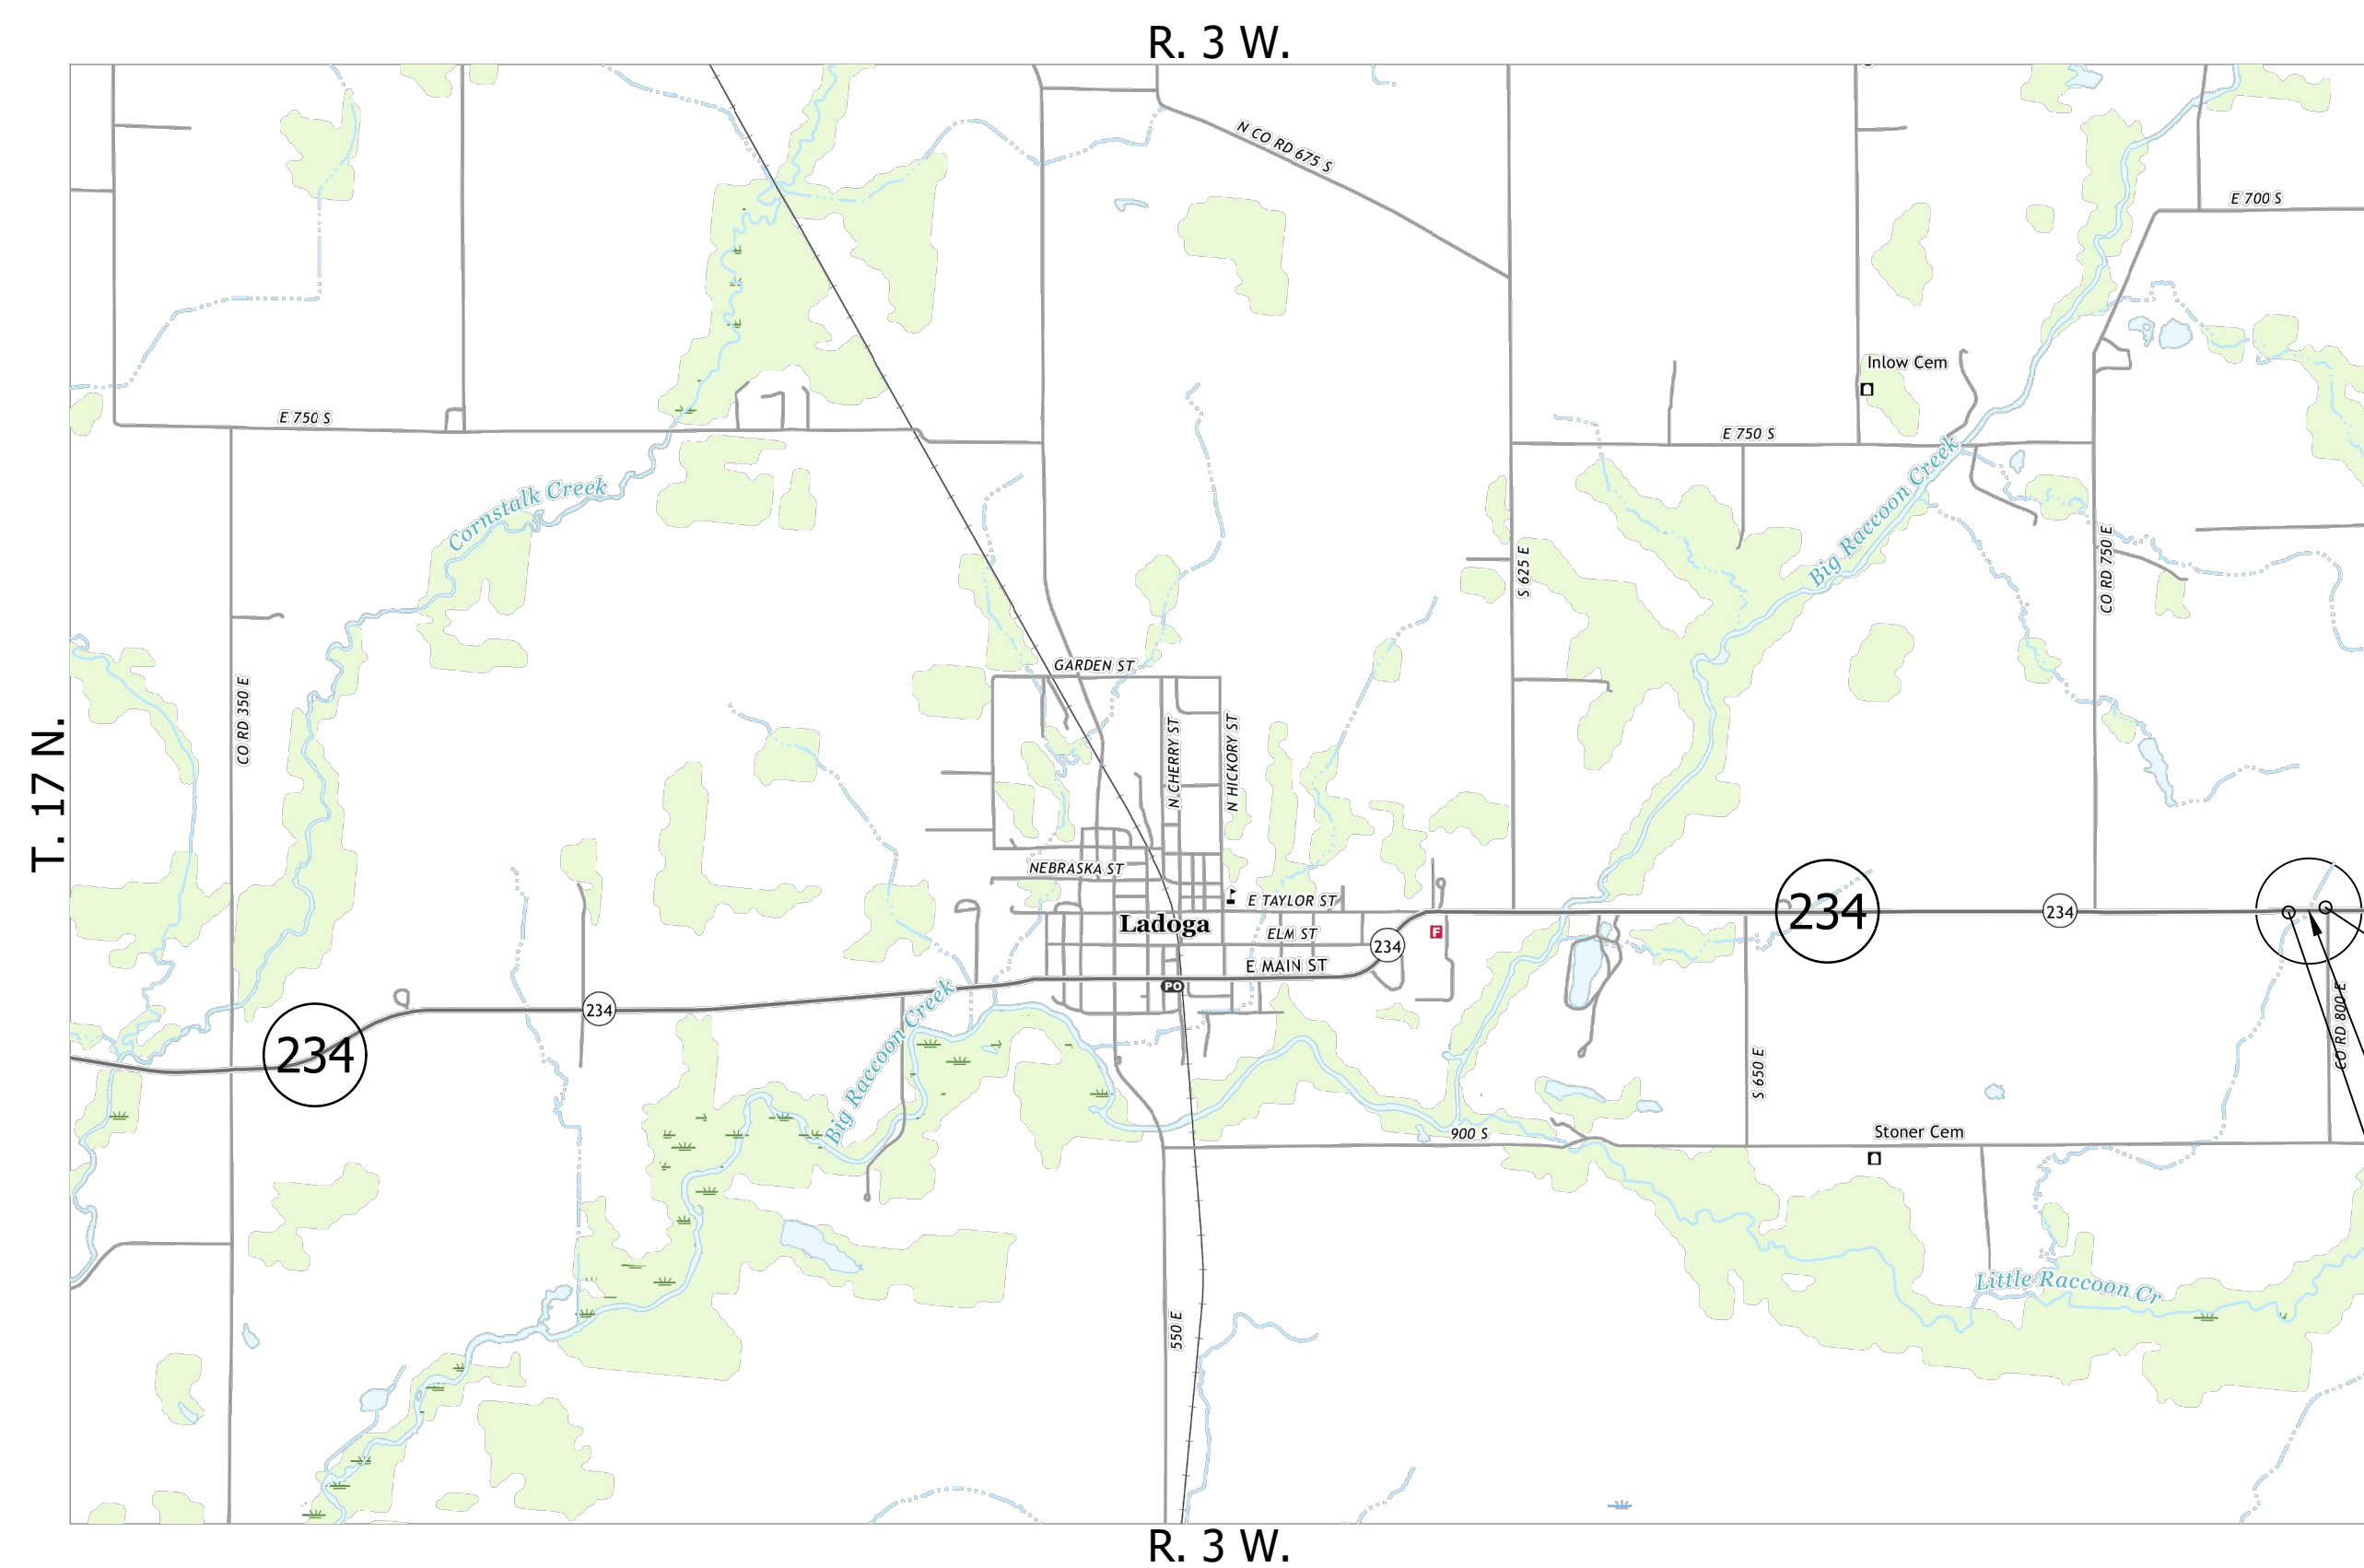 R. 3 W.
N CO RD 675 S
E 700 S
Inlow Cem
E 750 S
E 750 S
Cornstalk Creek
Big Raccoon Creek
S 625 E
CO RD 750 E
GARDEN ST
CO RD 350 E
N CHERRY ST
N HICKORY ST
T. 17 N.
NEBRASKA ST
E TAYLOR ST
Ladoga
234
234
F
ELM ST
234
E MAIN ST
PO
234
234
Big Raccoon Creek
CO RD 800 E
S 650 E
900 S
Stoner Cem
Little Raccoon Cr
550 E
R. 3 W.